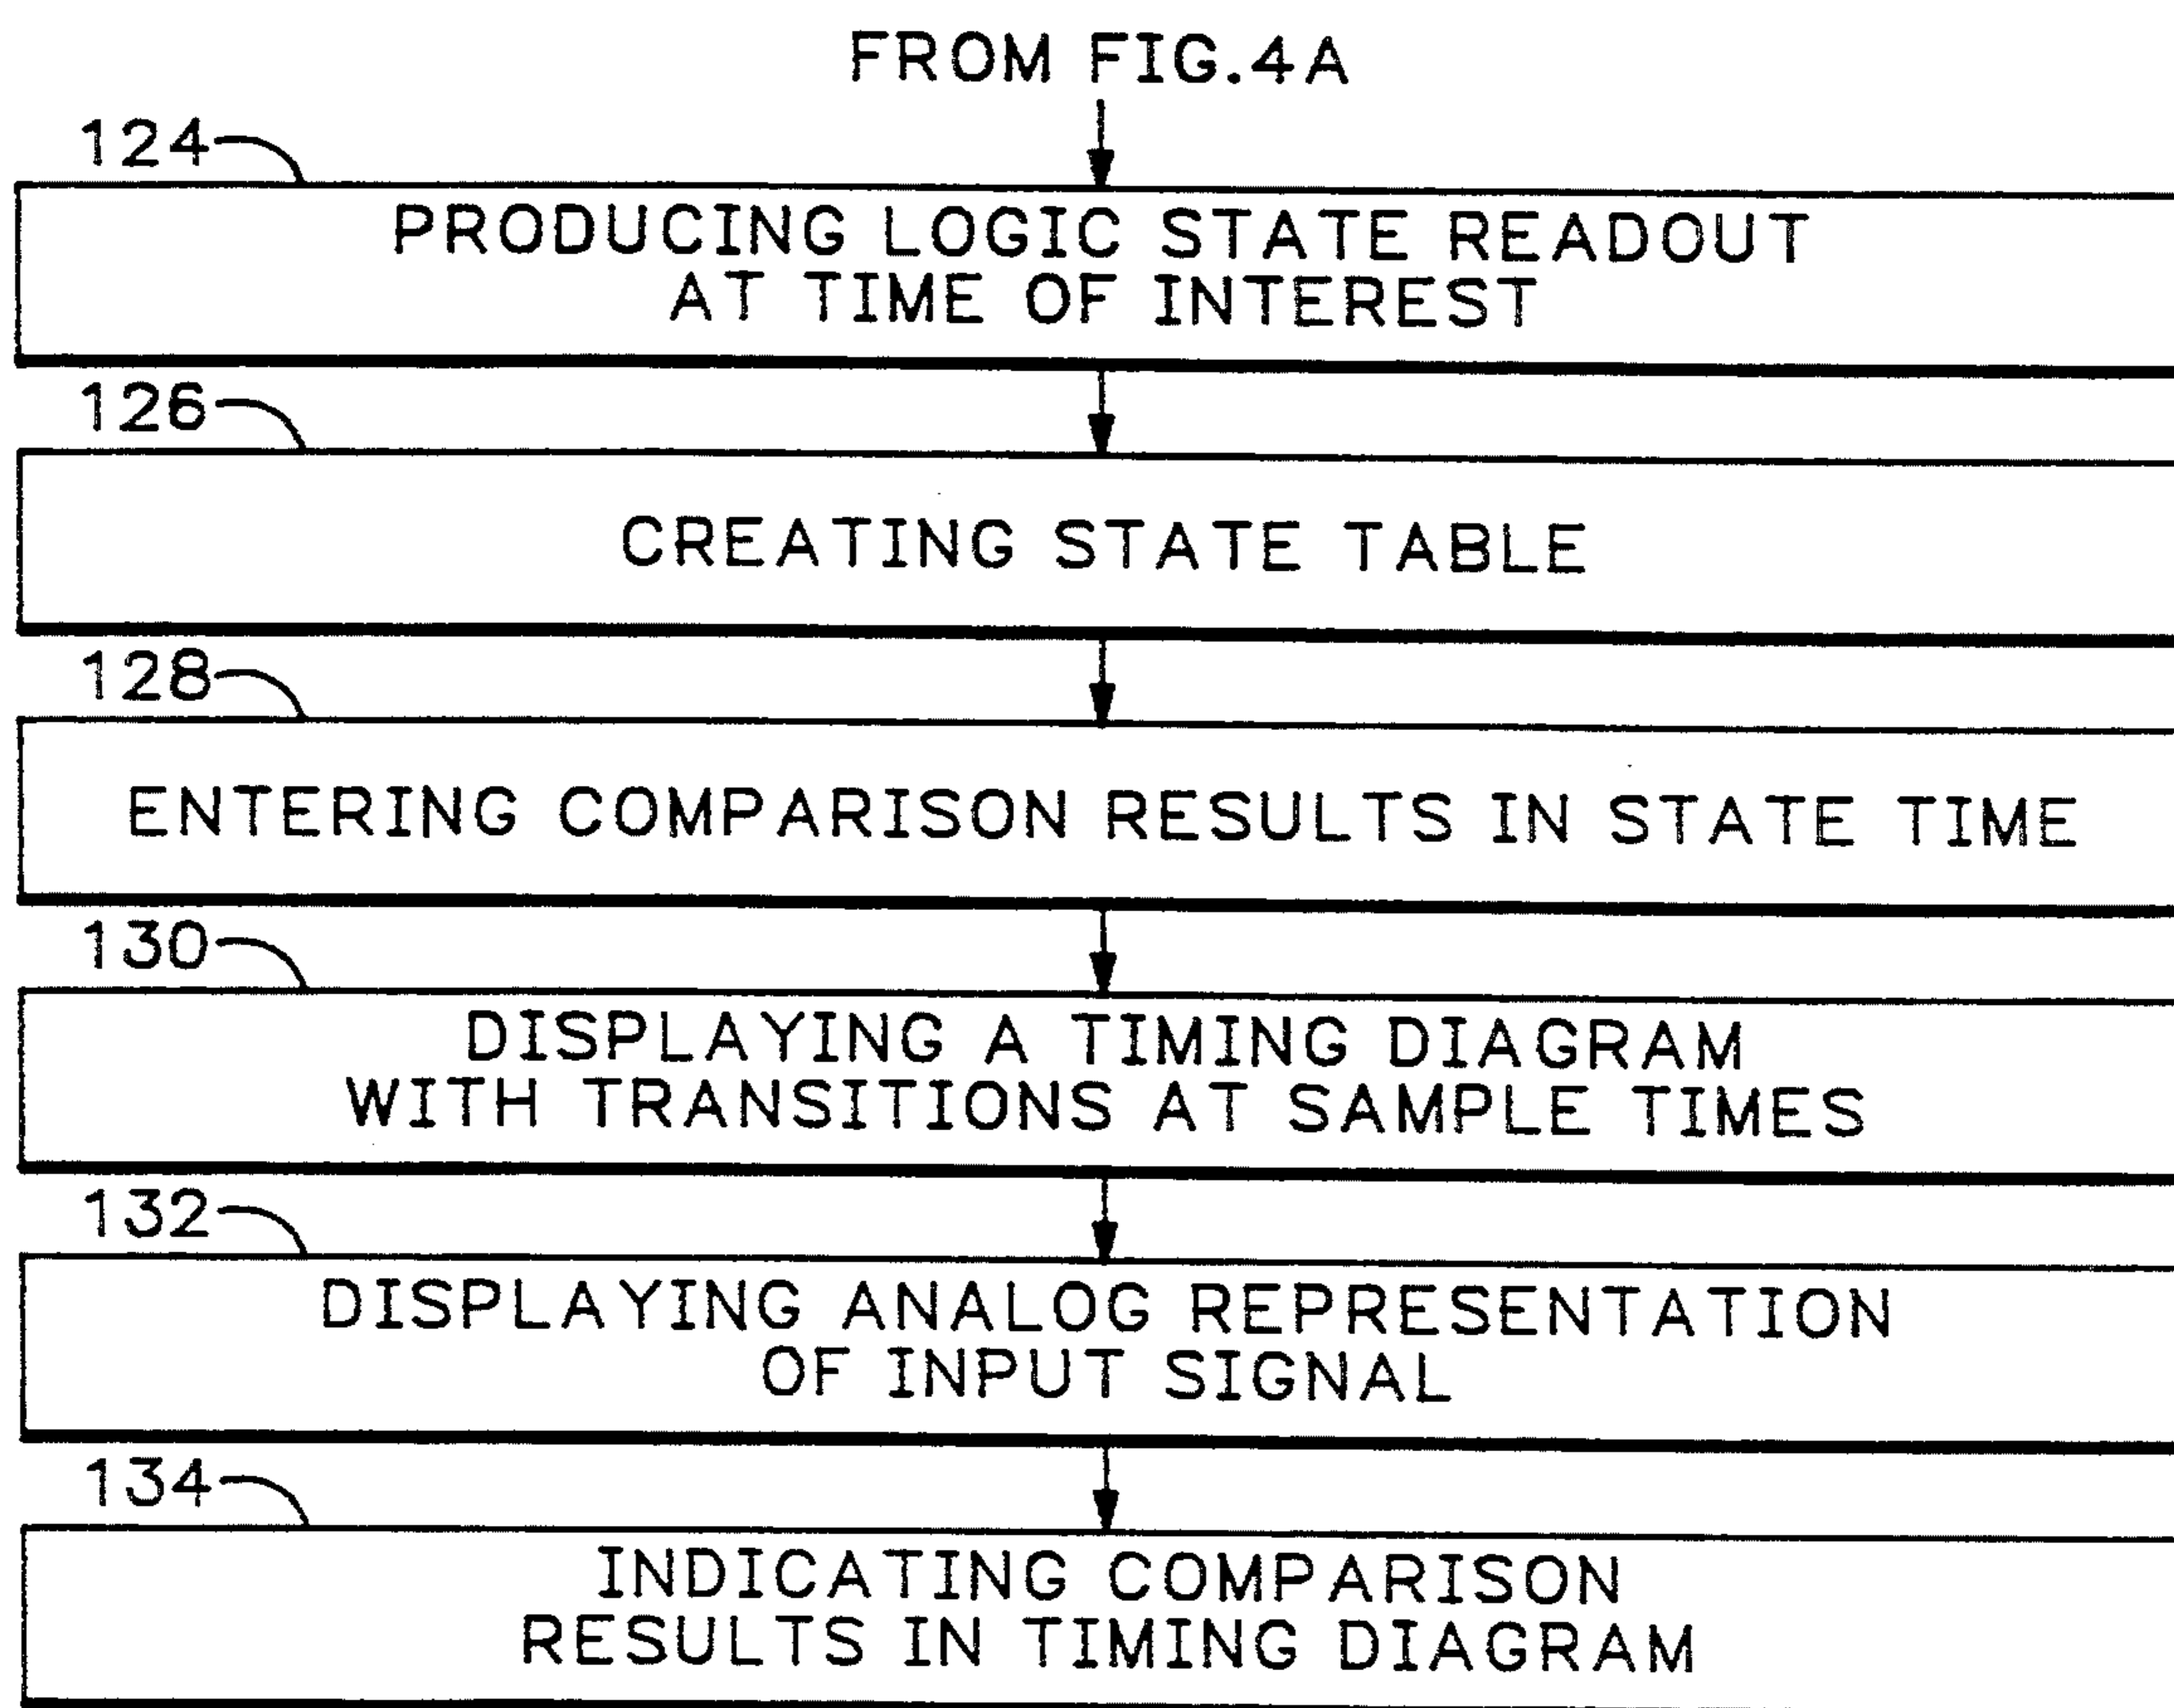 FROM FIG.4A
124
PRODUCING LOGIC STATE READOUT
AT TIME OF INTEREST
126
CREATING STATE TABLE
128
ENTERING COMPARISON RESULTS IN STATE TIME
130
DISPLAYING A TIMING DIAGRAM
WITH TRANSITIONS AT SAMPLE TIMES
132
DISPLAYING ANALOG REPRESENTATION
OF INPUT SIGNAL
134
INDICATING COMPARISON
RESULTS IN TIMING DIAGRAM